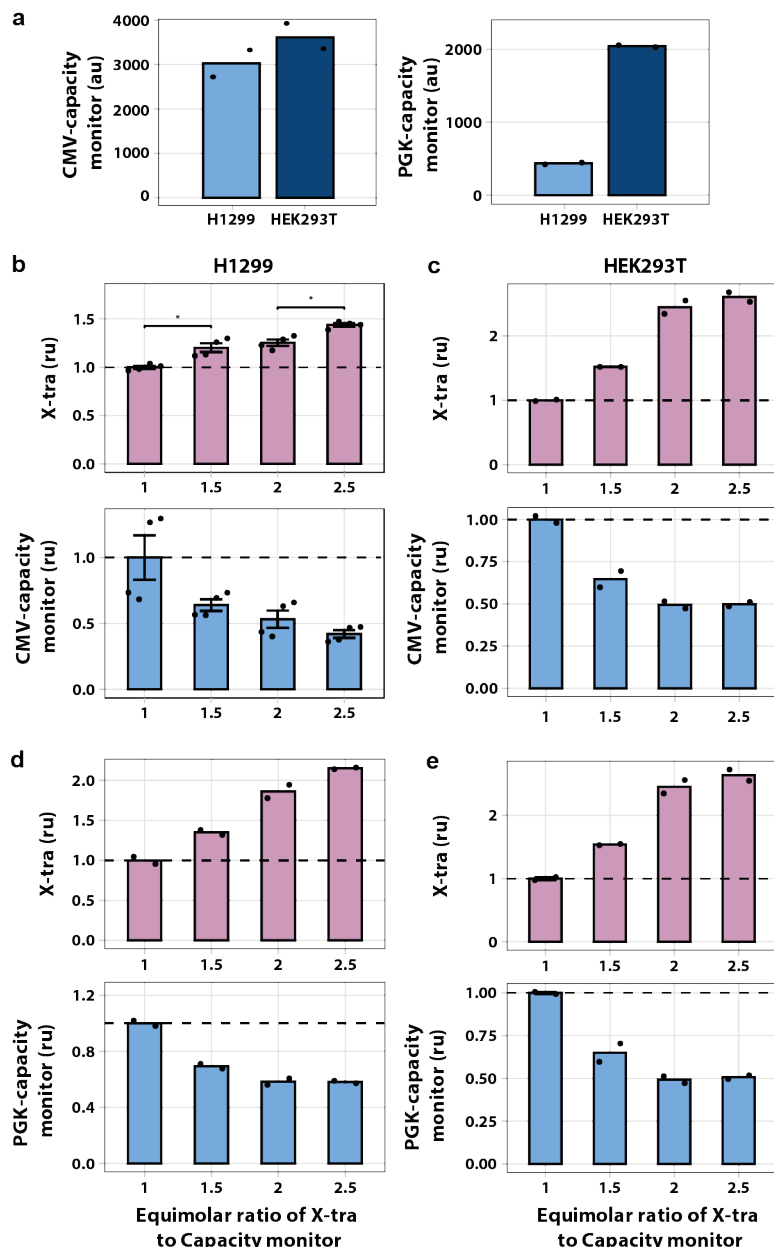 a
CMV-capacity
monitor (au)
4000
3000
2000
1000
0
H1299 HEK293T
PGK-capacity
monitor (au)
2000
1000
0
H1299 HEK293T
b
H1299
X-tra (ru)
1.5
1.0
0.5
0.0
*
*
1 1.5 2 2.5
CMV-capacity
monitor (ru)
1.0
0.5
0.0
1 1.5 2 2.5
c
HEK293T
X-tra (ru)
2
1
0
1 1.5 2 2.5
CMV-capacity
monitor (ru)
1.00
0.75
0.50
0.00
1 1.5 2 2.5
d
X-tra (ru)
2.0
1.5
1.0
0.5
0.0
1 1.5 2 2.5
PGK-capacity
monitor (ru)
1.2
0.8
0.4
0.0
1 1.5 2 2.5
Equimolar ratio of X-tra
to Capacity monitor
e
X-tra (ru)
2
1
0
1 1.5 2 2.5
PGK-capacity
monitor (ru)
1.00
0.75
0.50
0.25
0.00
1 1.5 2 2.5
Equimolar ratio of X-tra
to Capacity monitor